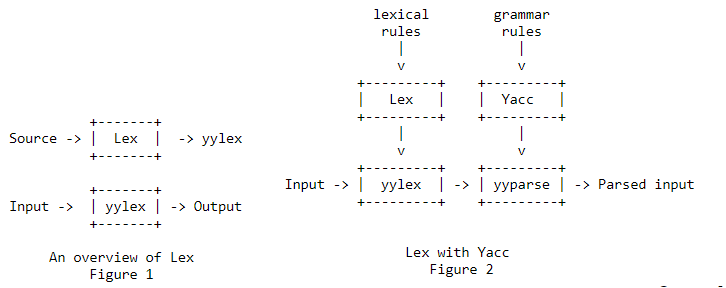 lexical
rules
grammar
rules
Lex
Yacc
Source -> Lex -> yylex
Input -> yylex -> yyparse -> Parsed input
Input -> yylex -> Output
An overview of Lex
Figure 1
Lex with Yacc
Figure 2